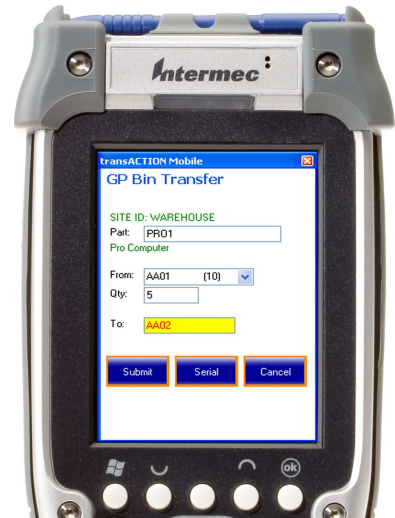 Intermec
transACTION Mobile
GP Bin Transfer
SITE ID: WAREHOUSE
Part: PRO1
Pro Computer
From: AA01 (10)
Qty: 5
To: AA02
Submit Serial Cancel
ok